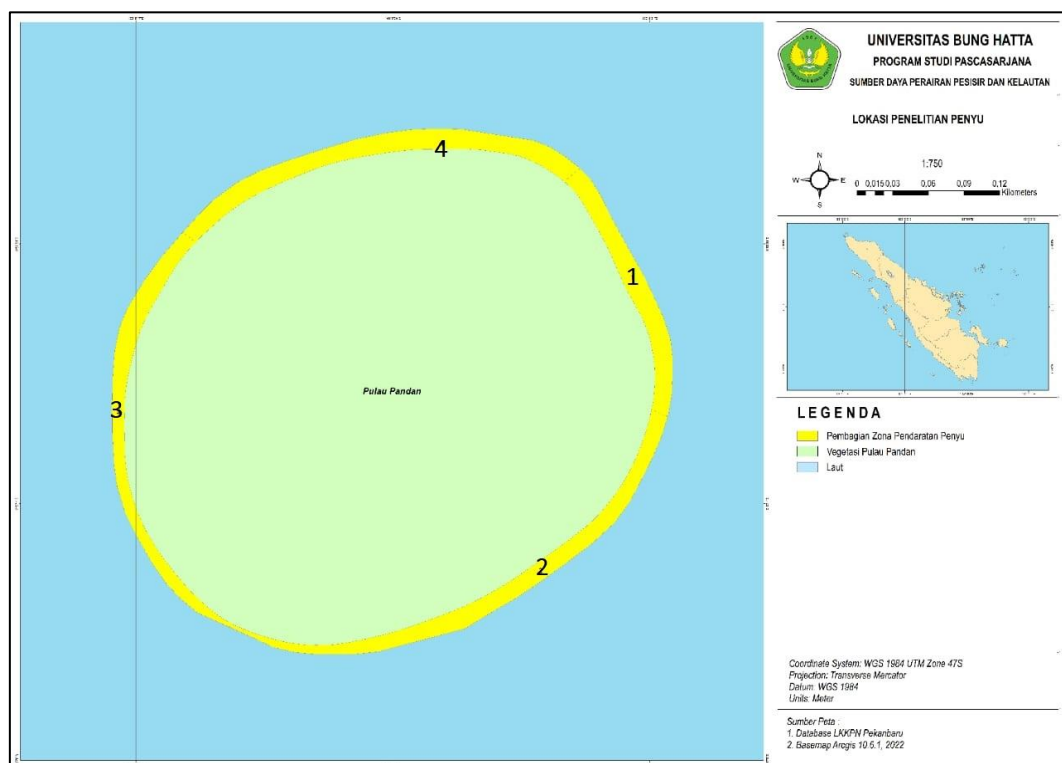 4
1
Pulau Pandan
3
2
UNIVERSITAS BUNG HATTA
PROGRAM STUDI PASCASARJANA
SUMBER DAYA PERAIRAN PESISIR DAN KELAUTAN
LOKASI PENELITIAN PENYU
N
W E
S
1:750
0 0,015 0,03 0,06 0,09 0,12
Kilometers
LEGENDA
Pembagian Zona Pendaratan Penyu
Vegetasi Pulau Pandan
Laut
Coordinate System: WGS 1984 UTM Zone 47S
Projection: Transverse Mercator
Datum: WGS 1984
Units: Meter
Sumber Peta :
1. Database LKKPN Pekanbaru
2. Basemap Arcgis 10.6.1, 2022